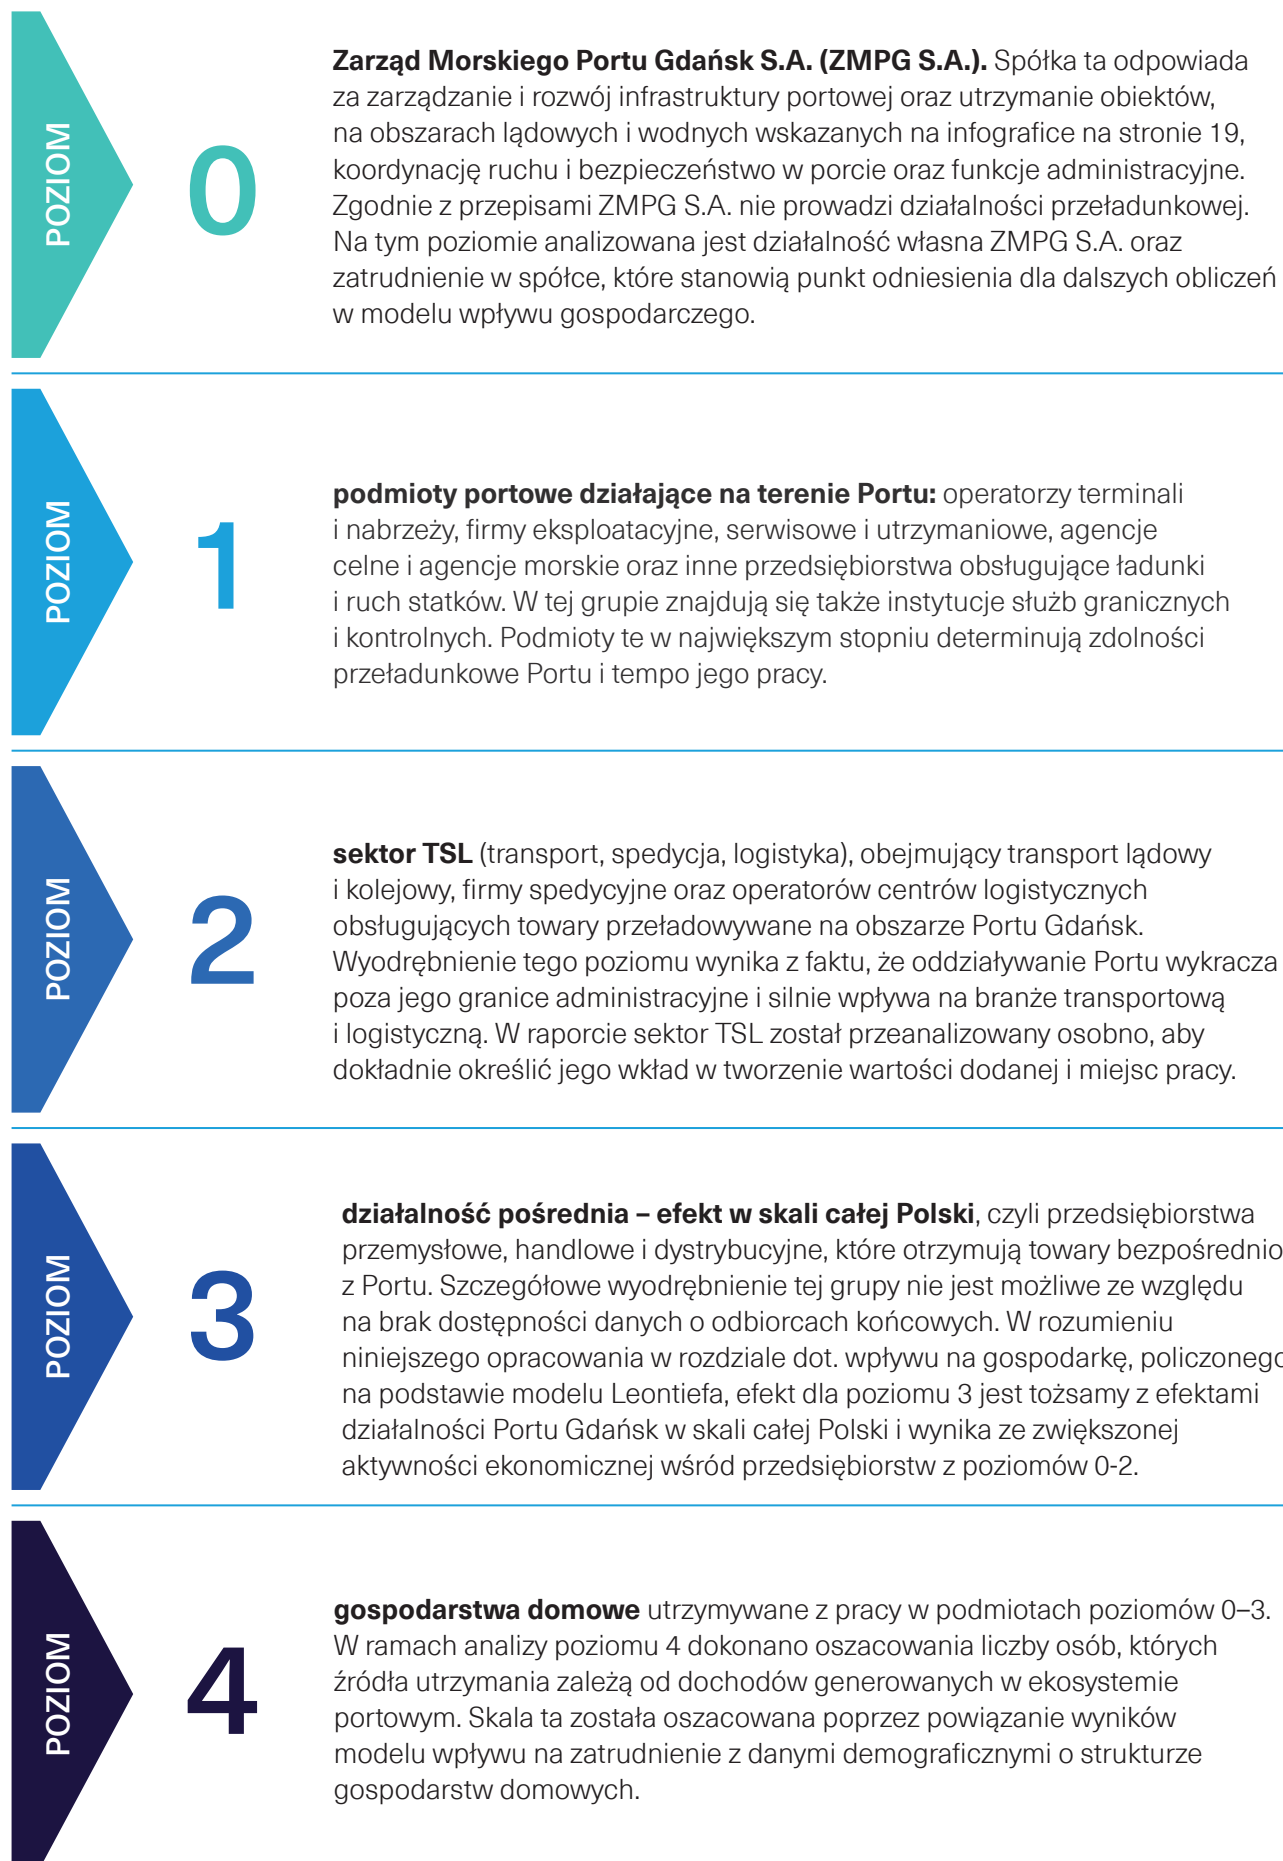 POZIOM
0
Zarząd Morskiego Portu Gdańsk S.A. (ZMPG S.A.). Spółka ta odpowiada
za zarządzanie i rozwój infrastruktury portowej oraz utrzymanie obiektów,
na obszarach lądowych i wodnych wskazanych na infografice na stronie 19,
koordynację ruchu i bezpieczeństwo w porcie oraz funkcje administracyjne.
Zgodnie z przepisami ZMPG S.A. nie prowadzi działalności przeładunkowej.
Na tym poziomie analizowana jest działalność własna ZMPG S.A. oraz
zatrudnienie w spółce, które stanowią punkt odniesienia dla dalszych obliczeń
w modelu wpływu gospodarczego.
POZIOM
1
podmioty portowe działające na terenie Portu: operatorzy terminali
i nabrzeży, firmy eksploatacyjne, serwisowe i utrzymaniowe, agencje
celne i agencje morskie oraz inne przedsiębiorstwa obsługujące ładunki
i ruch statków. W tej grupie znajdują się także instytucje służb granicznych
i kontrolnych. Podmioty te w największym stopniu determinują zdolności
przeładunkowe Portu i tempo jego pracy.
POZIOM
2
sektor TSL (transport, spedycja, logistyka), obejmujący transport lądowy
i kolejowy, firmy spedycyjne oraz operatorów centrów logistycznych
obsługujących towary przeładowywane na obszarze Portu Gdańsk.
Wyodrębnienie tego poziomu wynika z faktu, że oddziaływanie Portu wykracza
poza jego granice administracyjne i silnie wpływa na branże transportową
i logistyczną. W raporcie sektor TSL został przeanalizowany osobno, aby
dokładnie określić jego wkład w tworzenie wartości dodanej i miejsc pracy.
POZIOM
3
działalność pośrednia – efekt w skali całej Polski, czyli przedsiębiorstwa
przemysłowe, handlowe i dystrybucyjne, które otrzymują towary bezpośrednio
z Portu. Szczegółowe wyodrębnienie tej grupy nie jest możliwe ze względu
na brak dostępności danych o odbiorcach końcowych. W rozumieniu
niniejszego opracowania w rozdziale dot. wpływu na gospodarkę, policzonego
na podstawie modelu Leontiefa, efekt dla poziomu 3 jest tożsamy z efektami
działalności Portu Gdańsk w skali całej Polski i wynika ze zwiększonej
aktywności ekonomicznej wśród przedsiębiorstw z poziomów 0-2.
POZIOM
4
gospodarstwa domowe utrzymywane z pracy w podmiotach poziomów 0–3.
W ramach analizy poziomu 4 dokonano oszacowania liczby osób, których
źródła utrzymania zależą od dochodów generowanych w ekosystemie
portowym. Skala ta została oszacowana poprzez powiązanie wyników
modelu wpływu na zatrudnienie z danymi demograficznymi o strukturze
gospodarstw domowych.